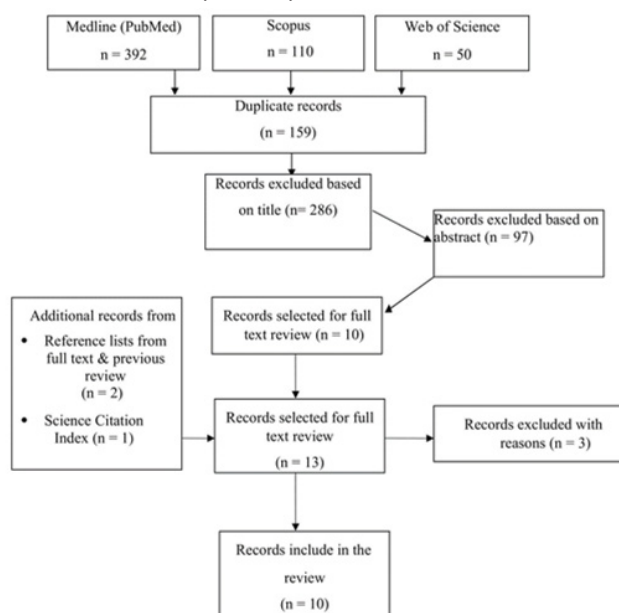 Medline (PubMed)
n = 392
Scopus
n = 110
Web of Science
n = 50
Duplicate records
(n = 159)
Records excluded based
on title (n= 286)
Records excluded based on
abstract (n = 97)
Records selected for full
text review (n = 10)
Additional records from
• Reference lists from
full text & previous
review
(n = 2)
• Science Citation
Index (n = 1)
Records selected for full
text review
(n = 13)
Records excluded with
reasons (n = 3)
Records include in the
review
(n = 10)